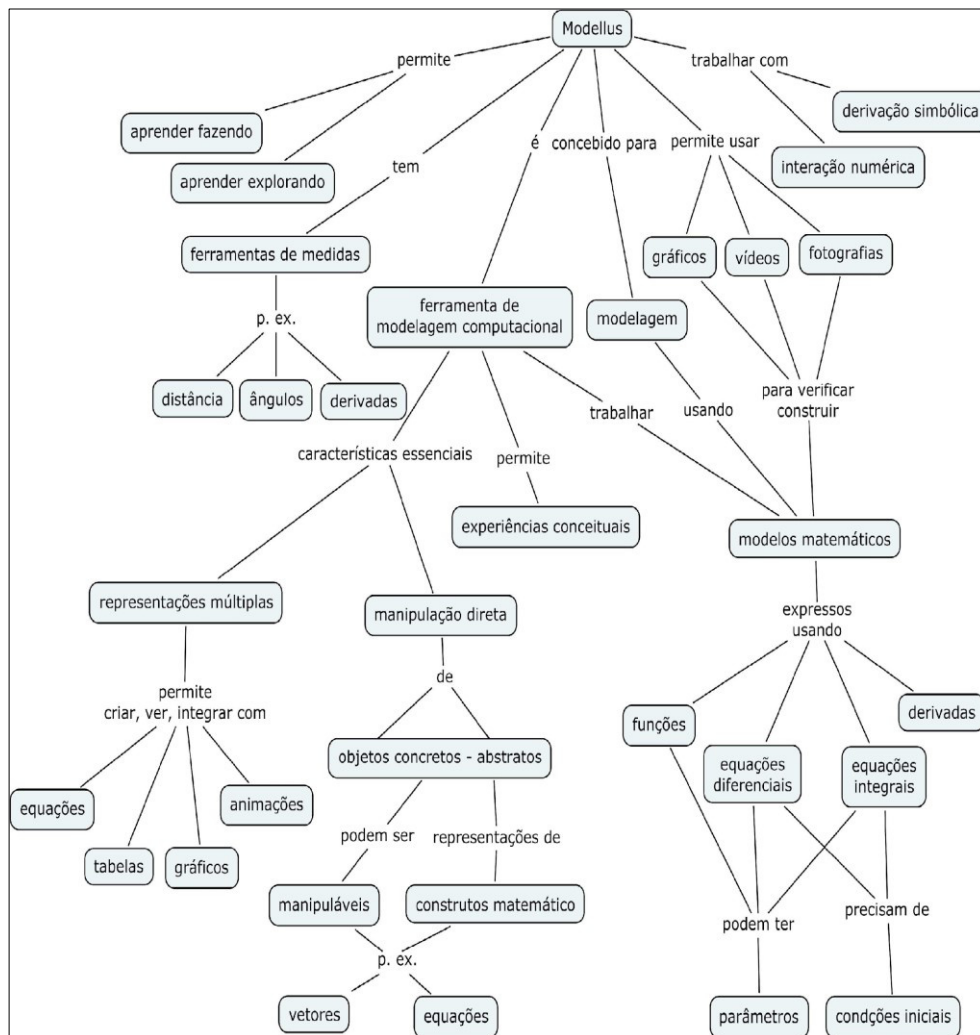 Modellus
permite
trabalhar com
derivação simbólica
aprender fazendo
é
concebido para
permite usar
tem
interação numérica
aprender explorando
ferramentas de medidas
gráficos
vídeos
fotografias
ferramenta de
modelagem computacional
modelagem
p. ex.
distância
ângulos
derivadas
trabalhar
usando
para verificar
construir
características essenciais
permite
experiências conceituais
modelos matemáticos
representações múltiplas
manipulação direta
expressos
usando
de
permite
criar, ver, integrar com
funções
derivadas
objetos concretos - abstratos
equações
diferenciais
equações
integrais
equações
animações
podem ser
representações de
tabelas
gráficos
manipuláveis
construtos matemático
precisam de
podem ter
p. ex.
vetores
equações
parâmetros
condções iniciais